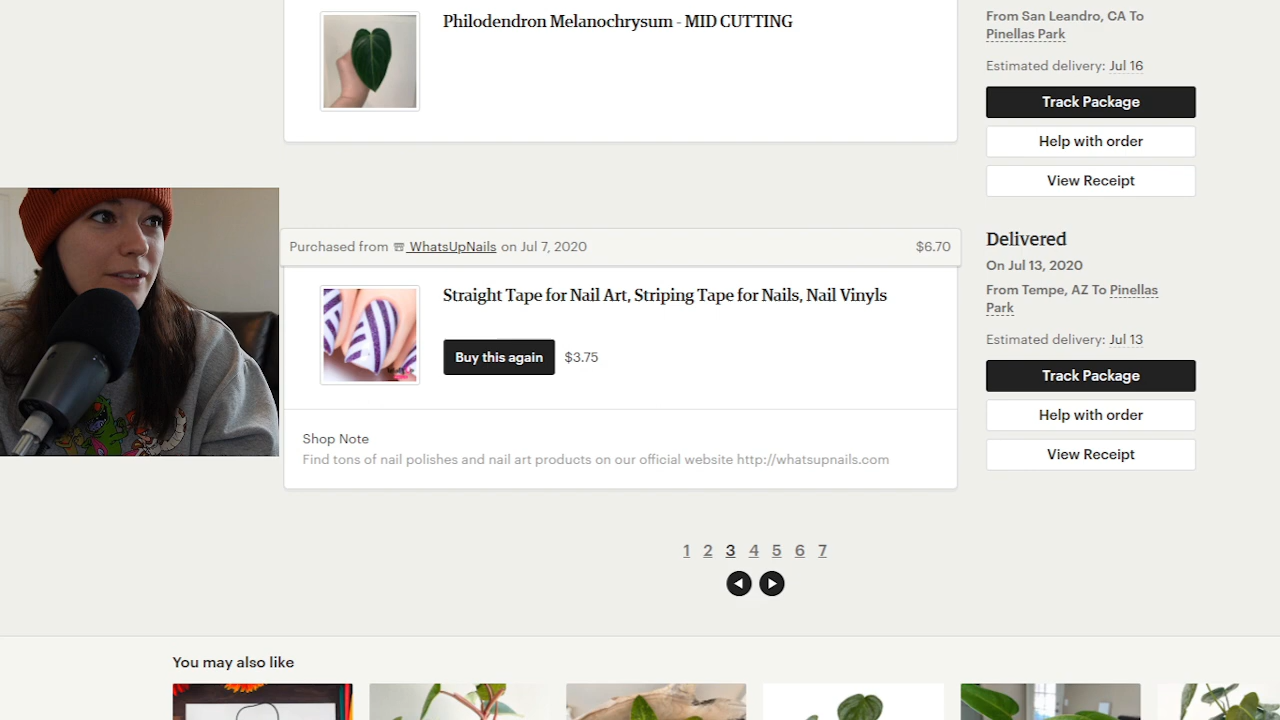 Philodendron Melanochrysum - MID CUTTING
From San Leandro, CA To
Pinellas Park
Estimated delivery: Jul 16
Track Package
Help with order
View Receipt
Purchased from WhatsUpNails on Jul 7, 2020
$6.70
Straight Tape for Nail Art, Striping Tape for Nails, Nail Vinyls
Buy this again
$3.75
Shop Note
Find tons of nail polishes and nail art products on our official website http://whatsupnails.com
Delivered
On Jul 13, 2020
From Tempe, AZ To Pinellas
Park
Estimated delivery: Jul 13
Track Package
Help with order
View Receipt
1 2 3 4 5 6 7
You may also like